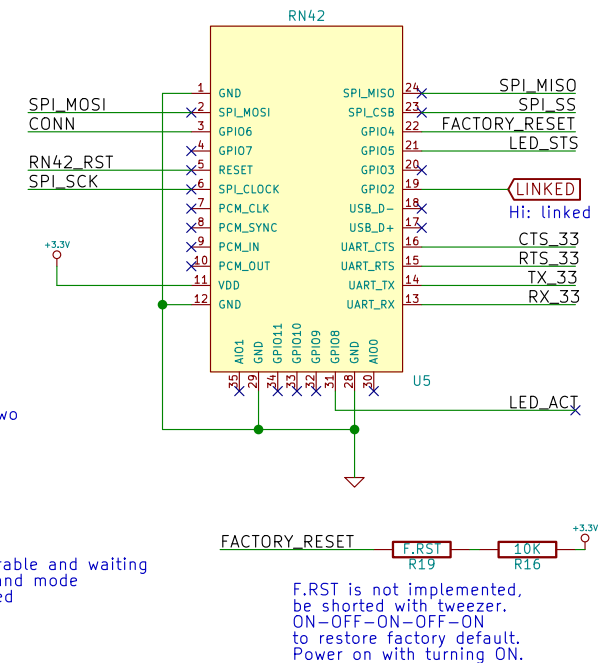 RN42
1 GND
SPI_MOSI 2 SPI_MOSI
CONN 3 GPIO6
4 GPIO7
RN42_RST 5 RESET
SPI_SCK 6 SPI_CLOCK
7 PCM_CLK
8 PCM_SYNC
9 PCM_IN
10 PCM_OUT
+3.3V
11 VDD
12 GND
SPI_MISO 24 SPI_MISO
SPI_CSB 23 SPI_SS
GPIO4 22 FACTORY_RESET
GPIO5 21 LED_STS
GPIO3 20
GPIO2 19 LINKED
Hi: linked
USB_D- 18
USB_D+ 17
UART_CTS 16 CTS_33
UART_RTS 15 RTS_33
UART_TX 14 TX_33
UART_RX 13 RX_33
AIO1 GND GPIO11 GPIO10 GPIO9 GPIO8 GND AIO0
35 29 34 33 32 31 28 30
U5
LED_ACT
wo
+3.3V
FACTORY_RESET F.RST 10K
R19 R16
rable and waiting
and mode
ed
F.RST is not implemented,
be shorted with tweezer.
ON-OFF-ON-OFF-ON
to restore factory default.
Power on with turning ON.